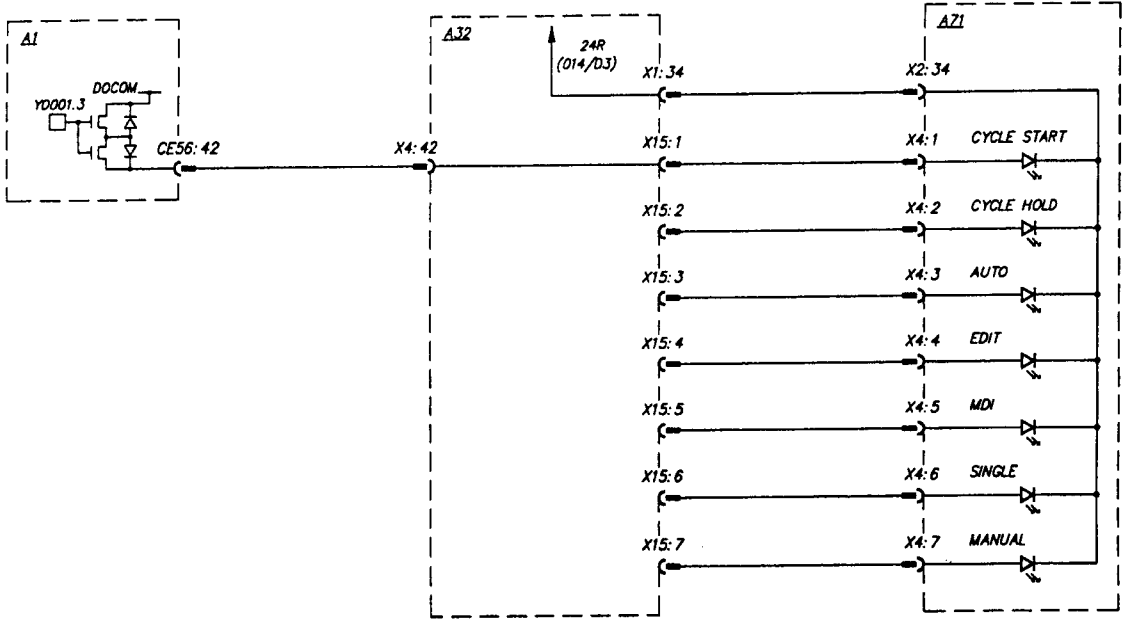 A1
A32
A71
24R
(014/D3)
X1:34
X2:34
DOCOM
Y0001.3
CE56:42
X4:42
X15:1
X4:1
CYCLE START
X15:2
X4:2
CYCLE HOLD
X15:3
X4:3
AUTO
X15:4
X4:4
EDIT
X15:5
X4:5
MDI
X15:6
X4:6
SINGLE
X15:7
X4:7
MANUAL